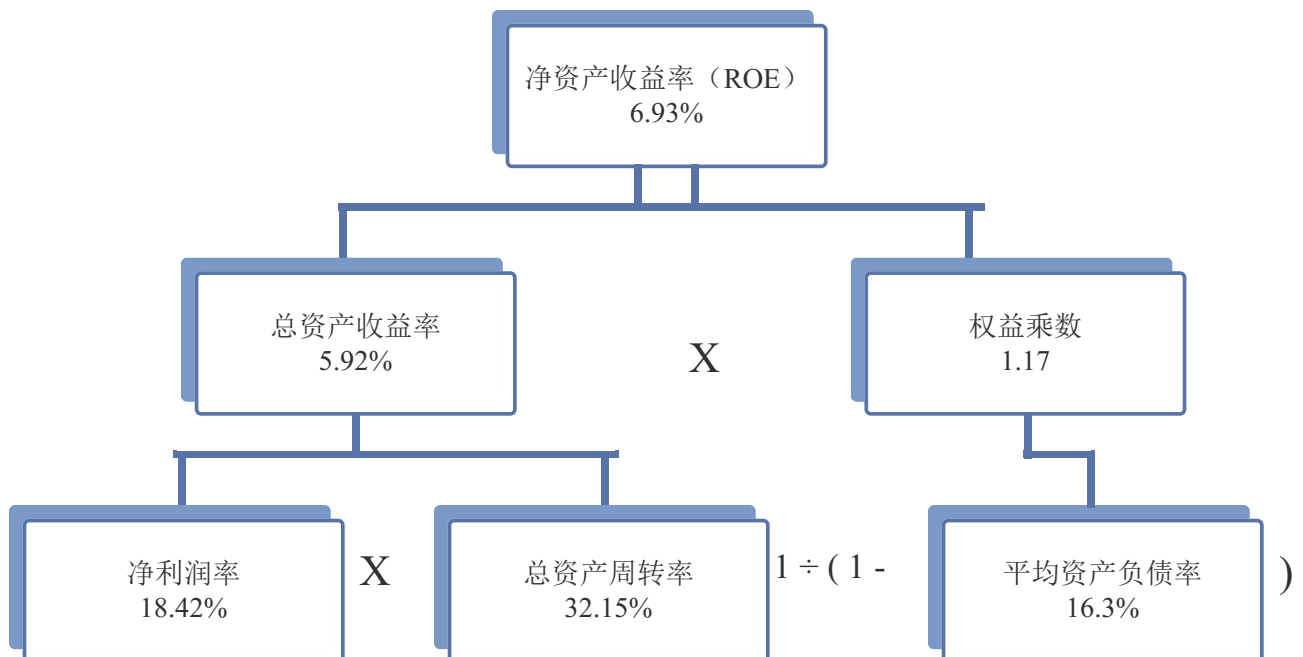 净资产收益率（ROE）
6.93%
总资产收益率
5.92%
X
权益乘数
1.17
净利润率
18.42%
X
总资产周转率
32.15%
1 ÷ ( 1 -
平均资产负债率
16.3%
)